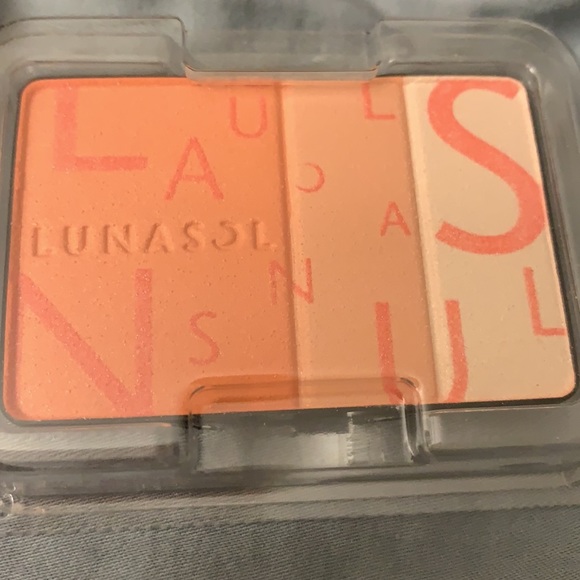 L U L S
A O A
LUNASOL
N S N U L